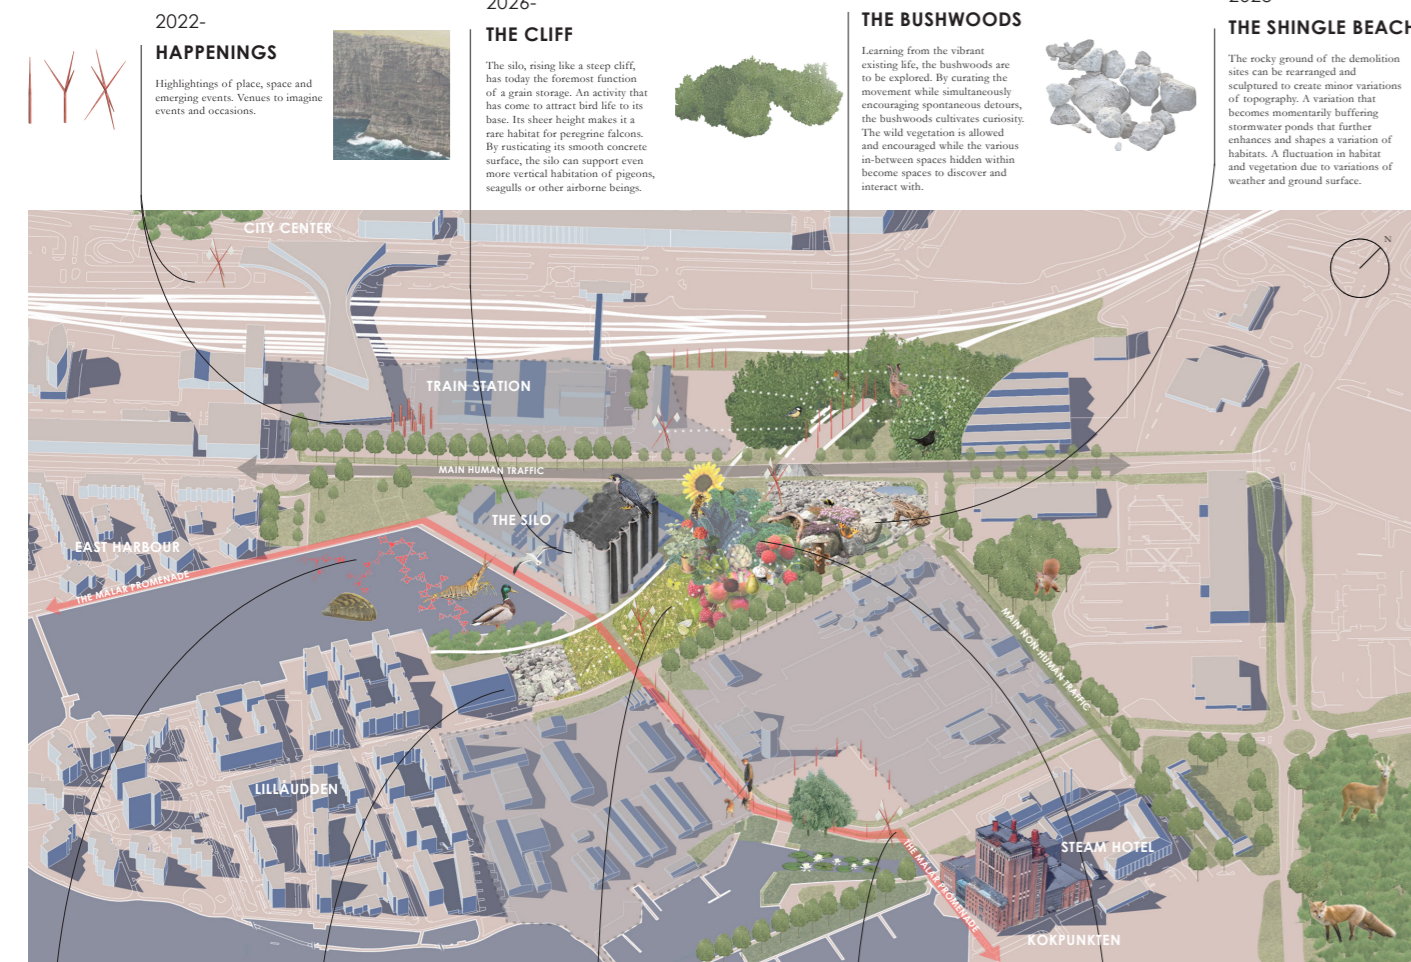 2022-
HAPPENINGS
Highlightings of place, space and
emerging events. Venues to imagine
events and occasions.
2026-
THE CLIFF
The silo, rising like a steep cliff,
has today the foremost function
of a grain storage. An activity that
has come to attract bird life to its
base. Its sheer height makes it a
rare habitat for peregrine falcons.
By rusticating its smooth concrete
surface, the silo can support even
more vertical habitation of pigeons,
seagulls or other airborne beings.
THE BUSHWOODS
Learning from the vibrant
existing life, the bushwoods are
to be explored. By curating the
movement while simultaneously
encouraging spontaneous detours,
the bushwoods cultivates curiosity.
The wild vegetation is allowed
and encouraged while the various
in-between spaces hidden within
become spaces to discover and
interact with.
THE SHINGLE BEACH
The rocky ground of the demolition
sites can be rearranged and
sculptured to create minor variations
of topography. A variation that
becomes momentarily buffering
stormwater ponds that further
enhances and shapes a variation of
habitats. A fluctuation in habitat
and vegetation due to variations of
weather and ground surface.
CITY CENTER
N
TRAIN STATION
MAIN HUMAN TRAFFIC
THE SILO
EAST HARBOUR
THE MALAR PROMENADE
MAIN NON-HUMAN TRAFFIC
LILLÅUDDEN
STEAM HOTEL
THE MALAR PROMENADE
KOKPUNKTEN